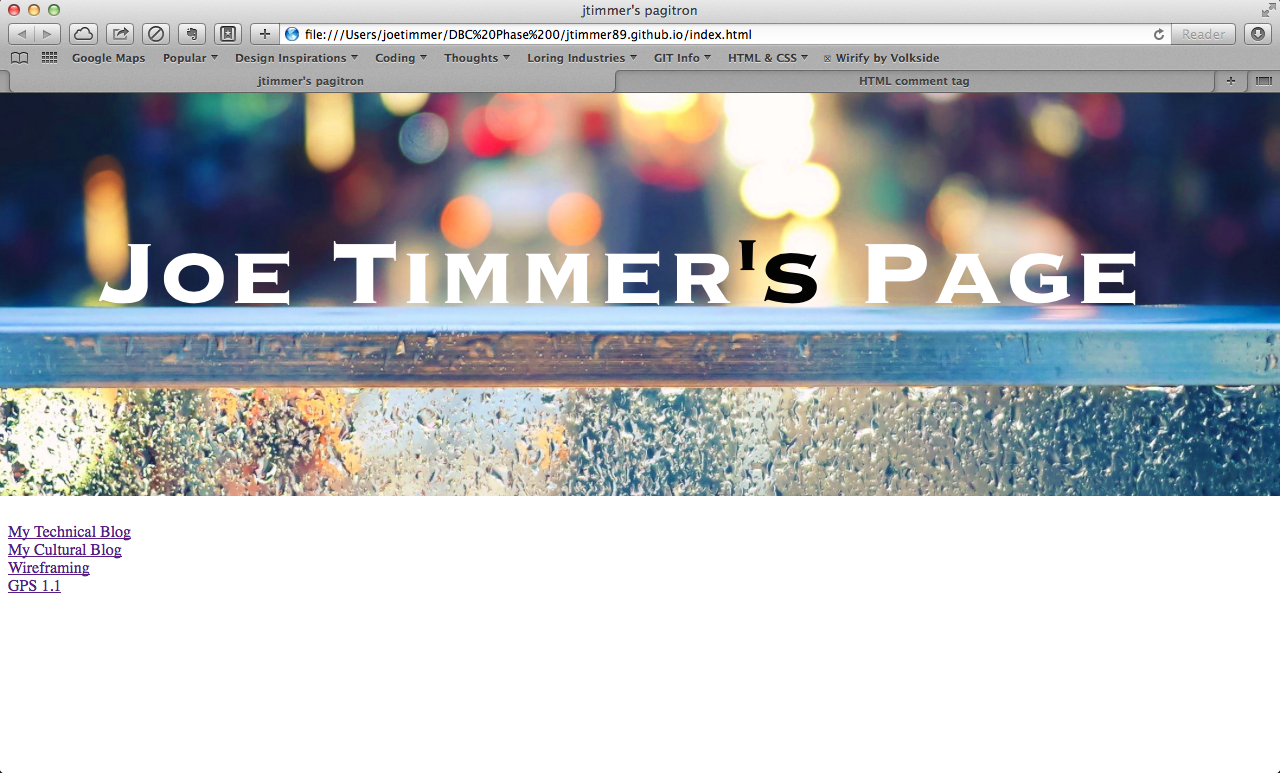 jtimmer's pagitron
file:///Users/joetimmer/DBC%20Phase%200/jtimmer89.github.io/index.html
Reader
Google Maps Popular Design Inspirations Coding Thoughts Loring Industries GIT Info HTML & CSS Wirify by Volkside
jtimmer's pagitron HTML comment tag
Joe Timmer's Page
My Technical Blog
My Cultural Blog
Wireframing
GPS 1.1